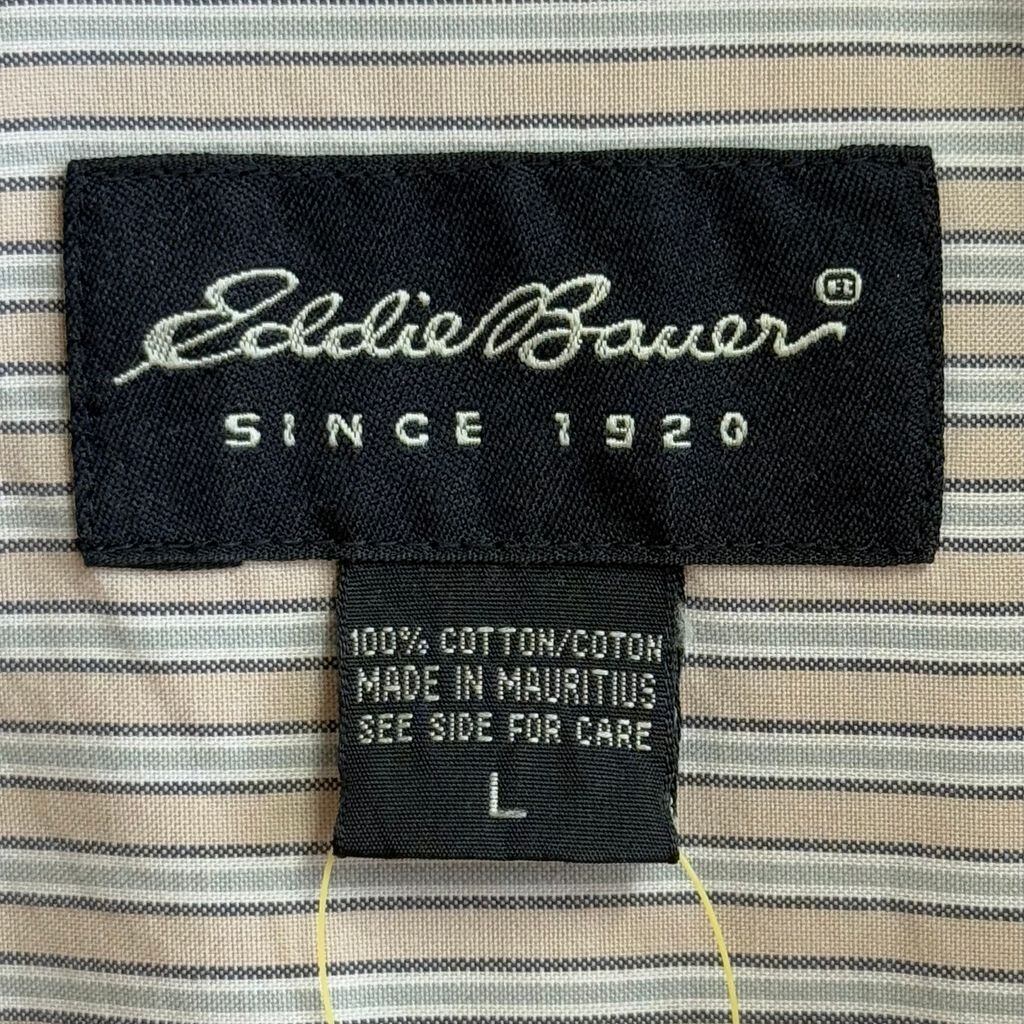 Eddie Bauer ®
SINCE 1920
100% COTTON/COTON
MADE IN MAURITIUS
SEE SIDE FOR CARE
L